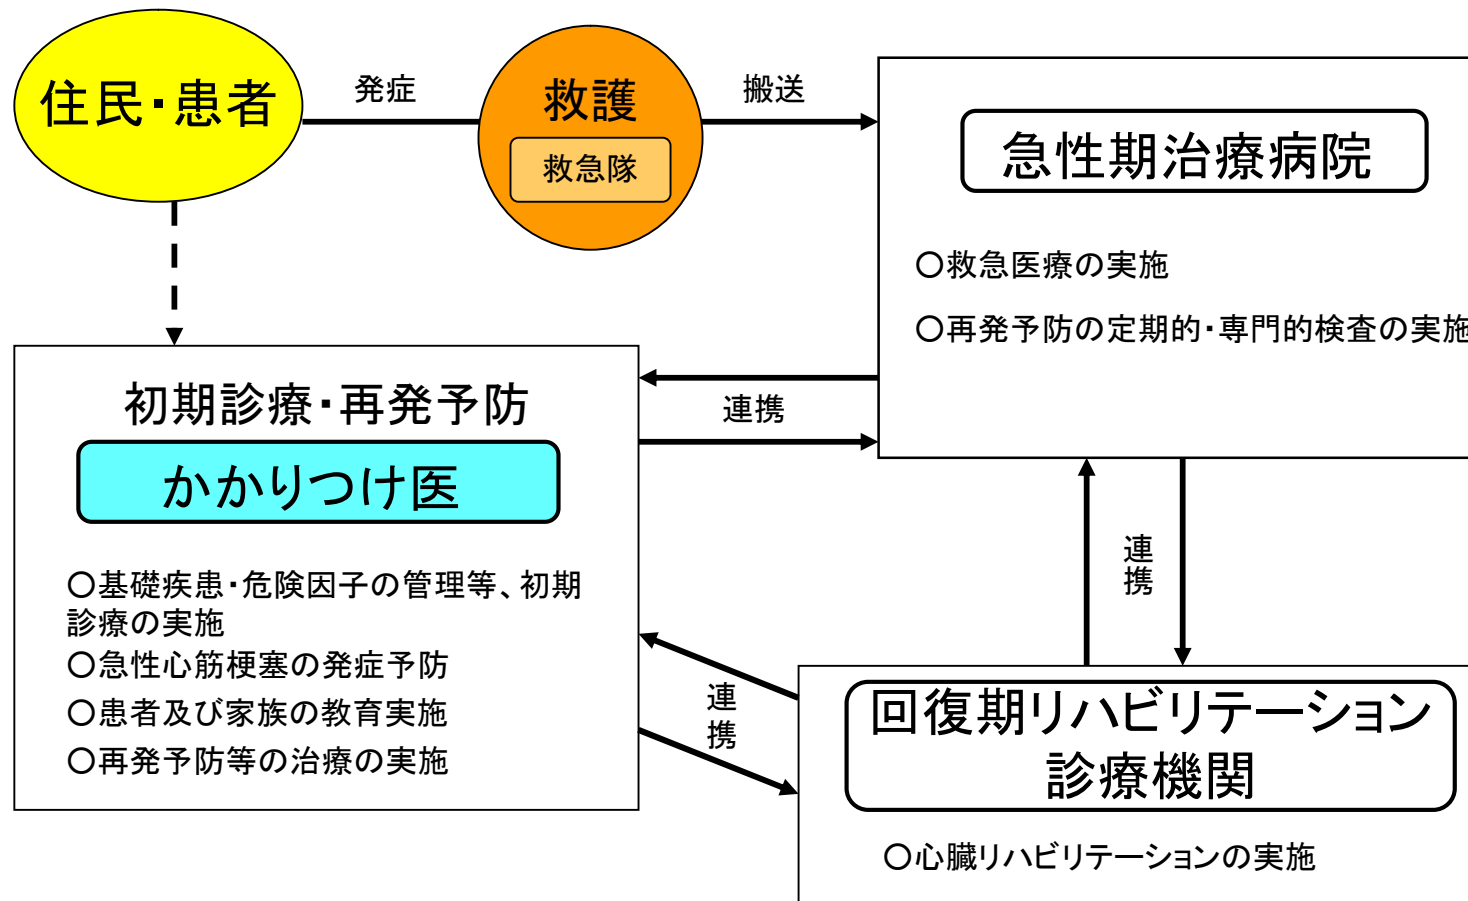 住民・患者
発症
救護
救急隊
搬送
急性期治療病院
○救急医療の実施
○再発予防の定期的・専門的検査の実施
初期診療・再発予防
かかりつけ医
○基礎疾患・危険因子の管理等、初期
診療の実施
○急性心筋梗塞の発症予防
○患者及び家族の教育実施
○再発予防等の治療の実施
連携
連携
連携
回復期リハビリテーション
診療機関
○心臓リハビリテーションの実施